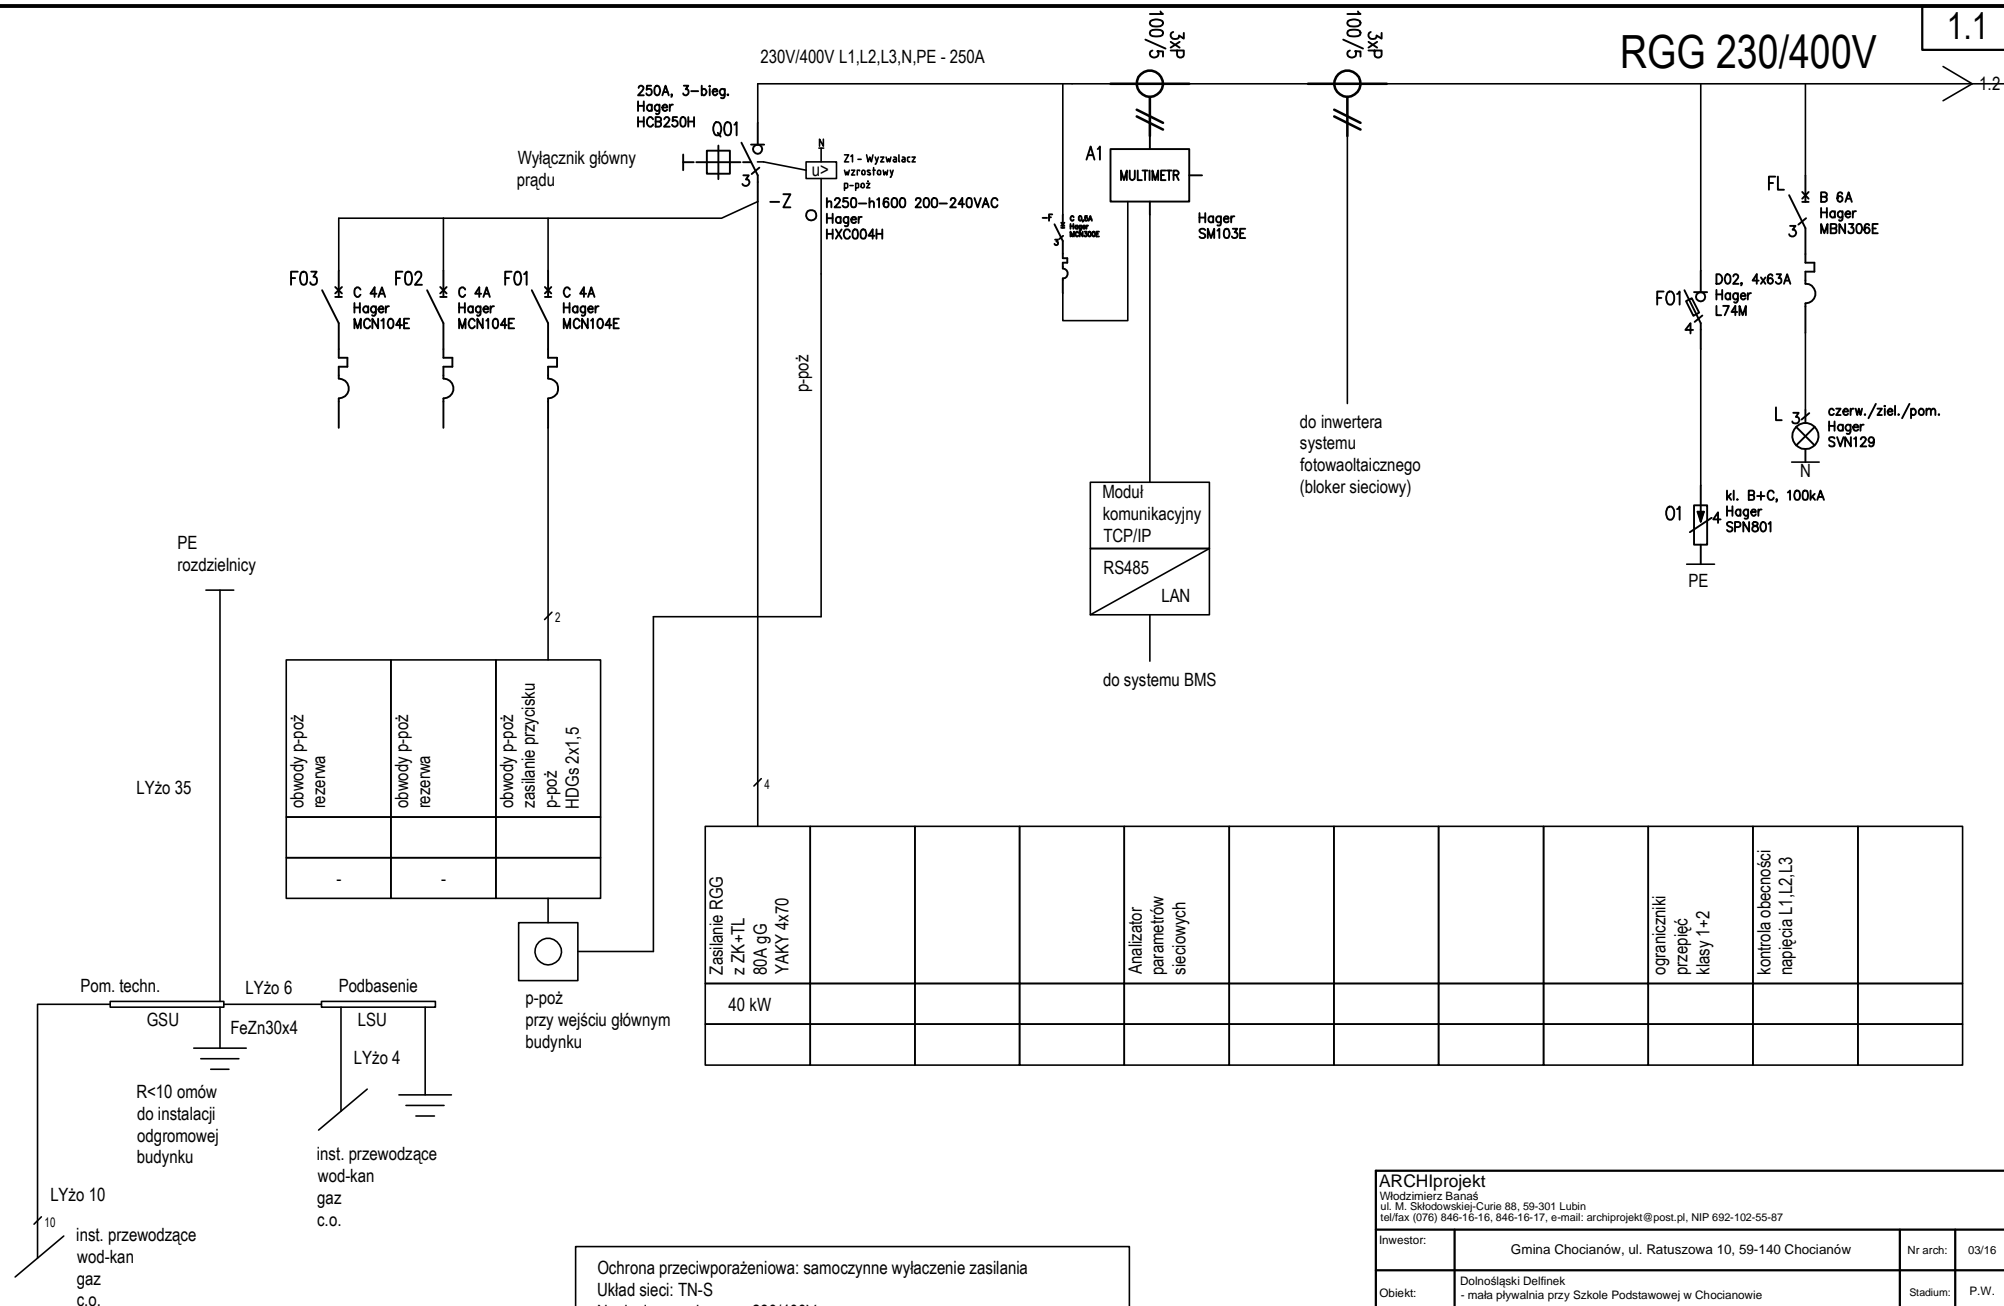 1.1
RGG 230/400V
1.2
230V/400V L1,L2,L3,N,PE - 250A
100/5
3xP
100/5
3xP
250A, 3-bieg.
Hager
HCB250H
Q01
3
Wyłącznik główny
prądu
N
u>
Z1 - Wyzwalacz
wzrostowy
p-poż
-Z
h250-h1600 200-240VAC
Hager
HXC004H
A1
MULTIMETR
Hager
SM103E
-F
C 0,6A
Hager
MCN300E
3
FL
B 6A
Hager
MBN306E
3
F01
D02, 4x63A
Hager
L74M
4
L
3
czerw./ziel./pom.
Hager
SVN129
N
O1
4
kl. B+C, 100kA
Hager
SPN801
PE
F03
C 4A
Hager
MCN104E
F02
C 4A
Hager
MCN104E
F01
C 4A
Hager
MCN104E
p-poż
do inwertera
systemu
fotowaoltaicznego
(bloker sieciowy)
Moduł
komunikacyjny
TCP/IP
RS485
LAN
do systemu BMS
PE
rozdzielnicy
2
4
LYżo 35
obwody p-poż
rezerwa
obwody p-poż
rezerwa
obwody p-poż
zasilanie przycisku
p-poż
HDGs 2x1,5
-
-
Zasilanie RGG
z ZK+TL
80A gG
YAKY 4x70
40 kW
Analizator
parametrów
sieciowych
ograniczniki
przepięć
klasy 1+2
kontrola obecności
napięcia L1,L2,L3
p-poż
przy wejściu głównym
budynku
Pom. techn.
GSU
LYżo 6
FeZn30x4
Podbasenie
LSU
LYżo 4
R<10 omów
do instalacji
odgromowej
budynku
inst. przewodzące
wod-kan
gaz
c.o.
LYżo 10
10
inst. przewodzące
wod-kan
gaz
c.o.
Ochrona przeciwporażeniowa: samoczynne wyłaczenie zasilania
Układ sieci: TN-S
ARCHIprojekt
Włodzimierz Banaś
ul. M. Skłodowskiej-Curie 88, 59-301 Lubin
tel/fax (076) 846-16-16, 846-16-17, e-mail: archiprojekt@post.pl, NIP 692-102-55-87
Inwestor:
Gmina Chocianów, ul. Ratuszowa 10, 59-140 Chocianów
Nr arch:
03/16
Obiekt:
Dolnośląski Delfinek
- mała pływalnia przy Szkole Podstawowej w Chocianowie
Stadium:
P.W.